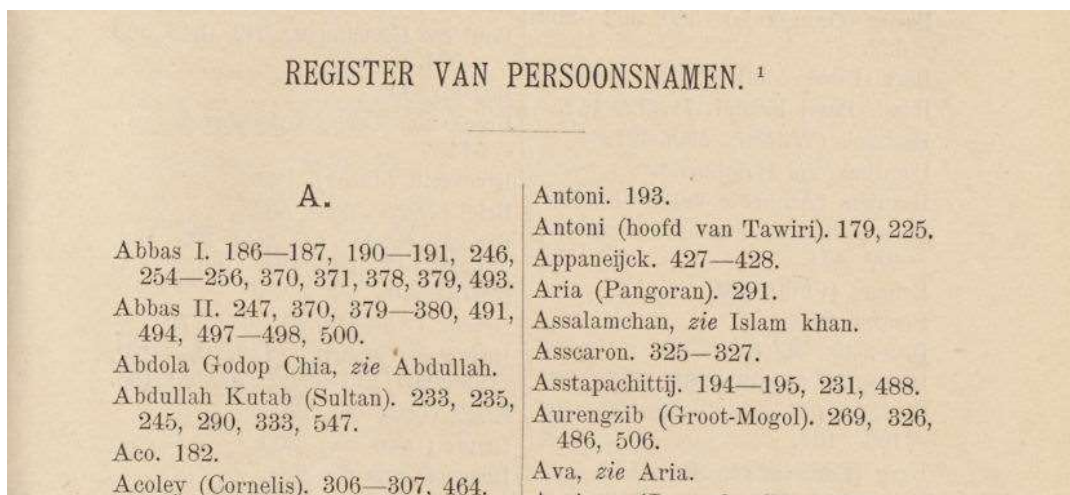 REGISTER VAN PERSOONSNAMEN. ¹
A.
Abbas I. 186—187, 190—191, 246,
254—256, 370, 371, 378, 379, 493.
Abbas II. 247, 370, 379—380, 491,
494, 497—498, 500.
Abdola Godop Chia, zie Abdullah.
Abdullah Kutab (Sultan). 233, 235,
245, 290, 333, 547.
Aco. 182.
Acoley (Cornelis). 306—307, 464.
Antoni. 193.
Antoni (hoofd van Tawiri). 179, 225.
Appaneijck. 427—428.
Aria (Pangoran). 291.
Assalamchan, zie Islam khan.
Asscaron. 325—327.
Asstapachittij. 194—195, 231, 488.
Aurengzib (Groot-Mogol). 269, 326,
486, 506.
Ava, zie Aria.